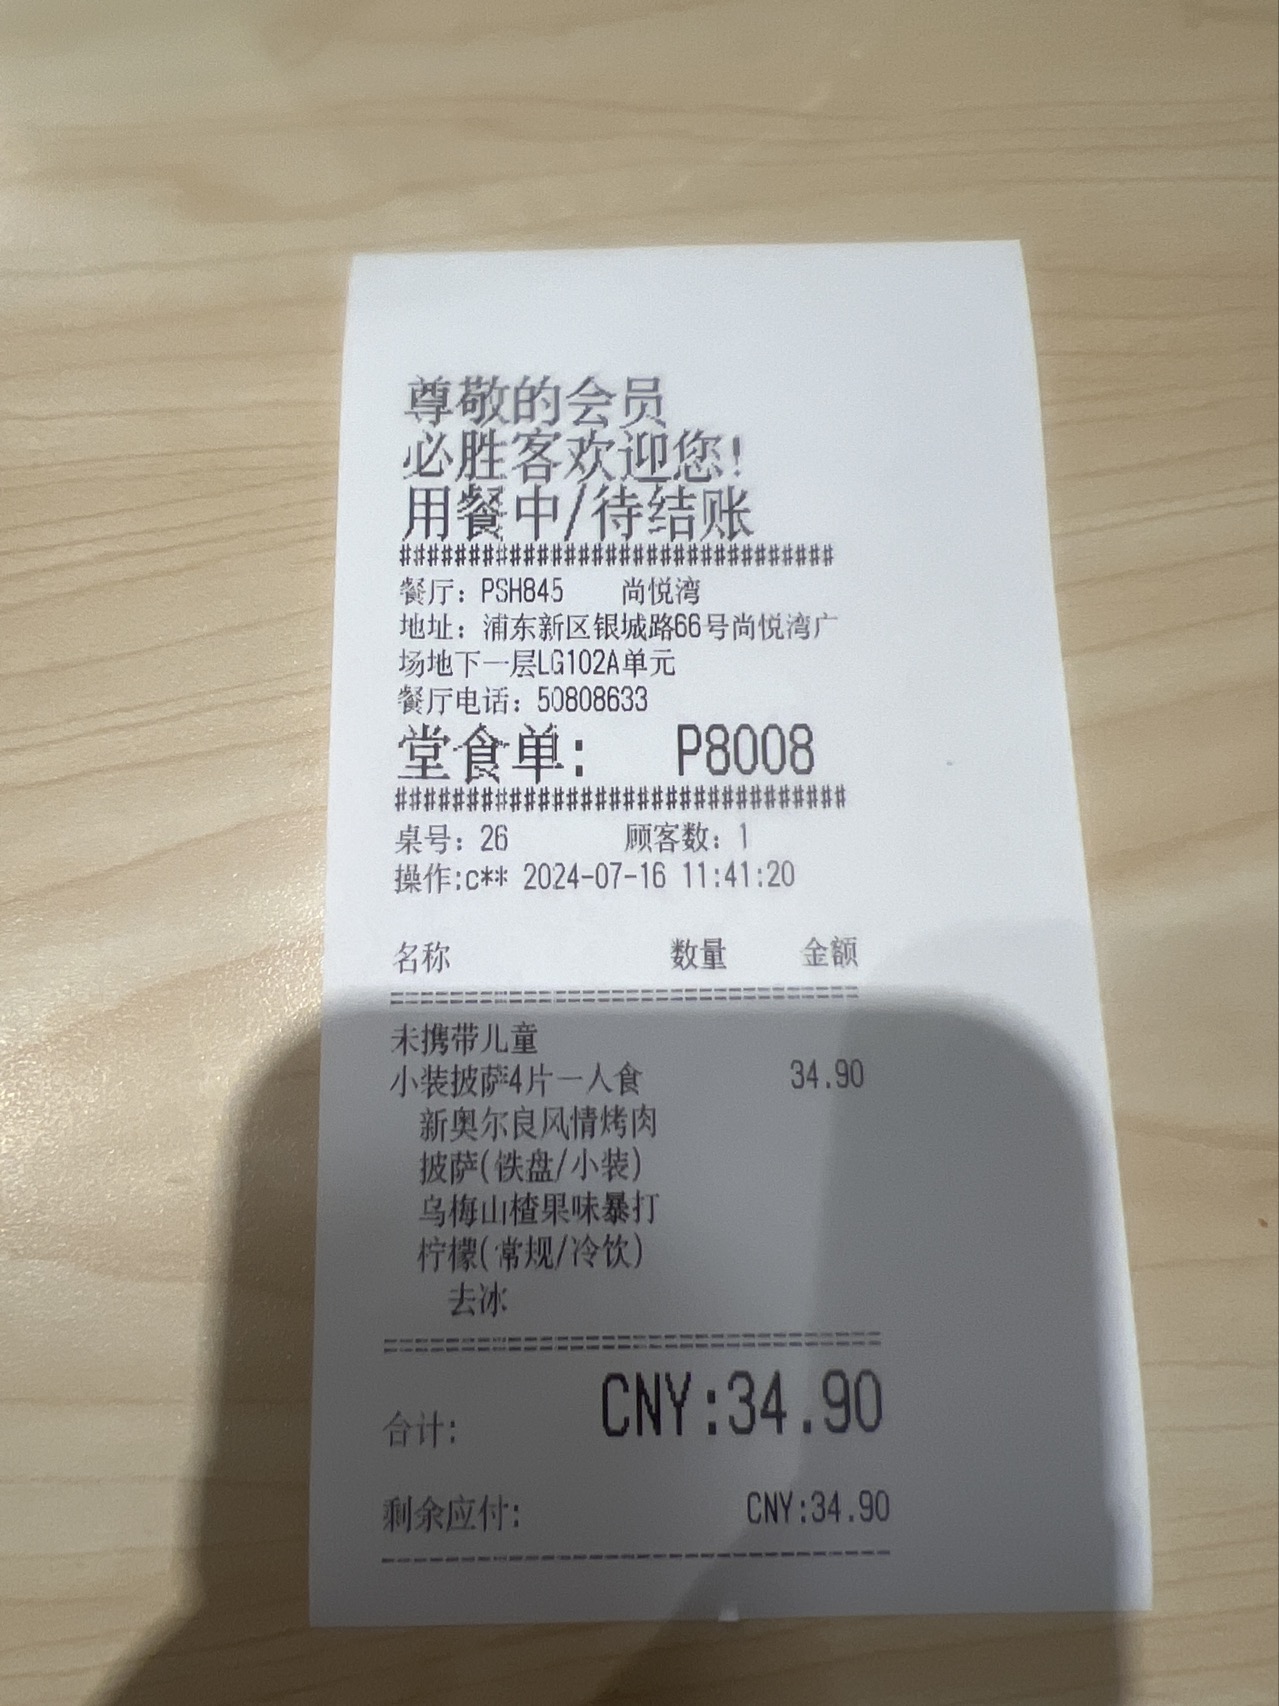 尊敬的会员
必胜客欢迎您!
用餐中/待结账
################################
餐厅: PSH845 尚悦湾
地址: 浦东新区银城路66号尚悦湾广
场地下一层LG102A单元
餐厅电话: 50808633
堂食单: P8008
################################
桌号: 26 顾客数: 1
操作:c** 2024-07-16 11:41:20
名称 数量 金额
================================
未携带儿童
小装披萨4片一人食 34.90
新奥尔良风情烤肉
披萨(铁盘/小装)
乌梅山楂果味暴打
柠檬(常规/冷饮)
去冰
================================
合计: CNY:34.90
剩余应付: CNY:34.90
--------------------------------